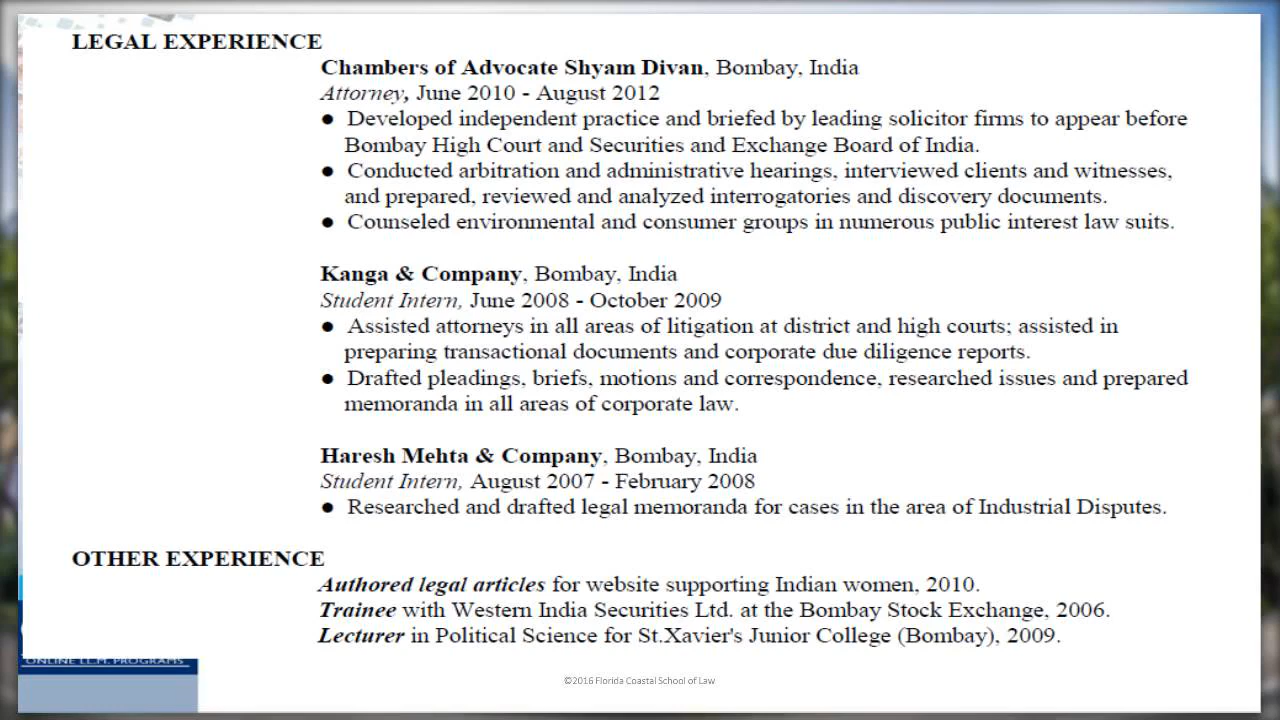 LEGAL EXPERIENCE
Chambers of Advocate Shyam Divan, Bombay, India
Attorney, June 2010 - August 2012
● Developed independent practice and briefed by leading solicitor firms to appear before
Bombay High Court and Securities and Exchange Board of India.
● Conducted arbitration and administrative hearings, interviewed clients and witnesses,
and prepared, reviewed and analyzed interrogatories and discovery documents.
● Counseled environmental and consumer groups in numerous public interest law suits.
Kanga & Company, Bombay, India
Student Intern, June 2008 - October 2009
● Assisted attorneys in all areas of litigation at district and high courts; assisted in
preparing transactional documents and corporate due diligence reports.
● Drafted pleadings, briefs, motions and correspondence, researched issues and prepared
memoranda in all areas of corporate law.
Haresh Mehta & Company, Bombay, India
Student Intern, August 2007 - February 2008
● Researched and drafted legal memoranda for cases in the area of Industrial Disputes.
OTHER EXPERIENCE
Authored legal articles for website supporting Indian women, 2010.
Trainee with Western India Securities Ltd. at the Bombay Stock Exchange, 2006.
Lecturer in Political Science for St.Xavier's Junior College (Bombay), 2009.
ONLINE LL.M. PROGRAMS
©2016 Florida Coastal School of Law